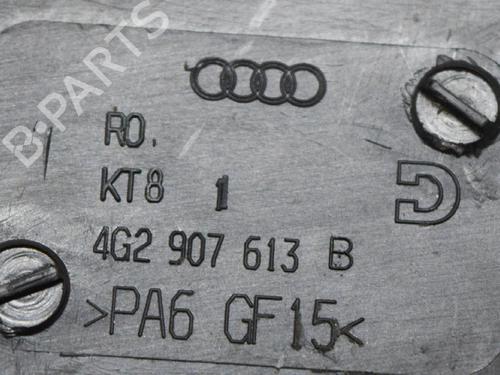 B-PARTS
RO.
KT8 1
4G2 907 613 B
>PA6 GF15<